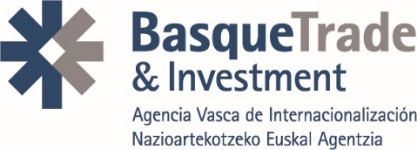 BasqueTrade
& Investment
Agencia Vasca de Internacionalización
Nazioartekotzeko Euskal Agentzia